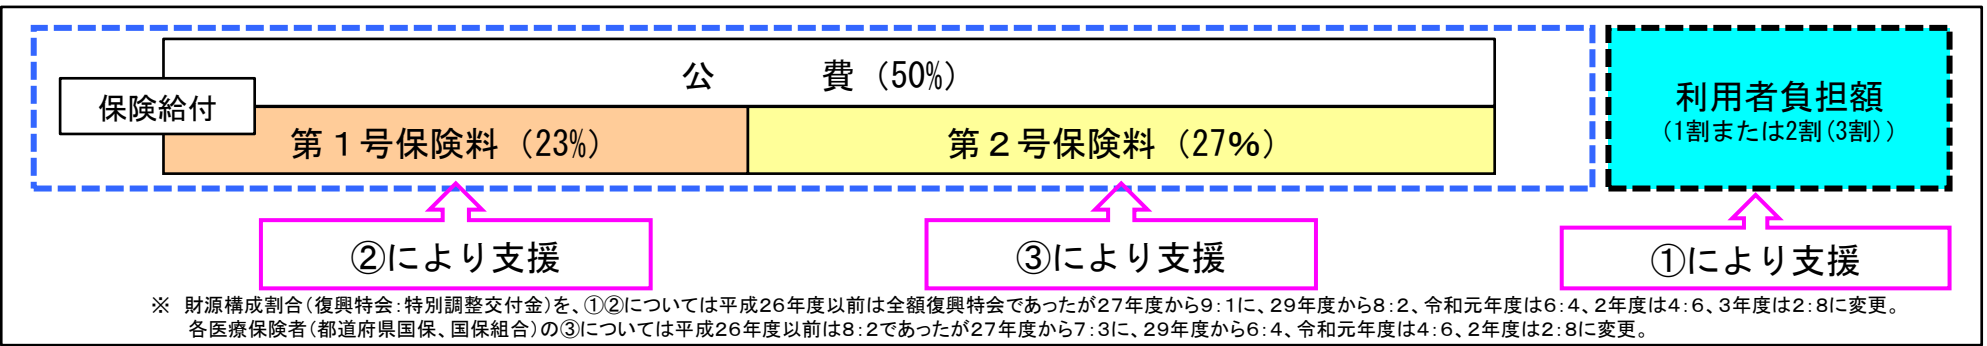 公　　　費（50%）
保険給付
第１号保険料（23%）
第２号保険料（27%）
利用者負担額
（1割または2割（3割））
②により支援
③により支援
①により支援
※　財源構成割合（復興特会：特別調整交付金）を、①②については平成26年度以前は全額復興特会であったが27年度から9：1に、29年度から8：2、令和元年度は6：4、2年度は4：6、3年度は2：8に変更。
各医療保険者（都道府県国保、国保組合）の③については平成26年度以前は8：2であったが27年度から7：3に、29年度から6：4、令和元年度は4：6、2年度は2：8に変更。